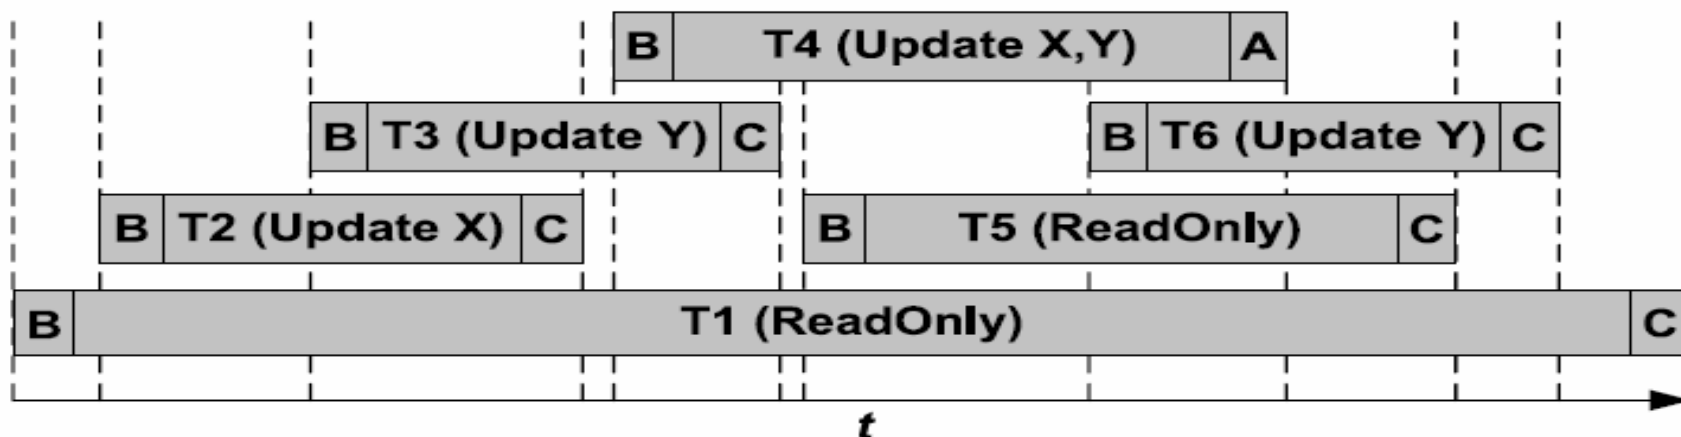 B T4 (Update X,Y) A
B T3 (Update Y) C
B T6 (Update Y) C
B T2 (Update X) C
B T5 (ReadOnly) C
B T1 (ReadOnly) C
t